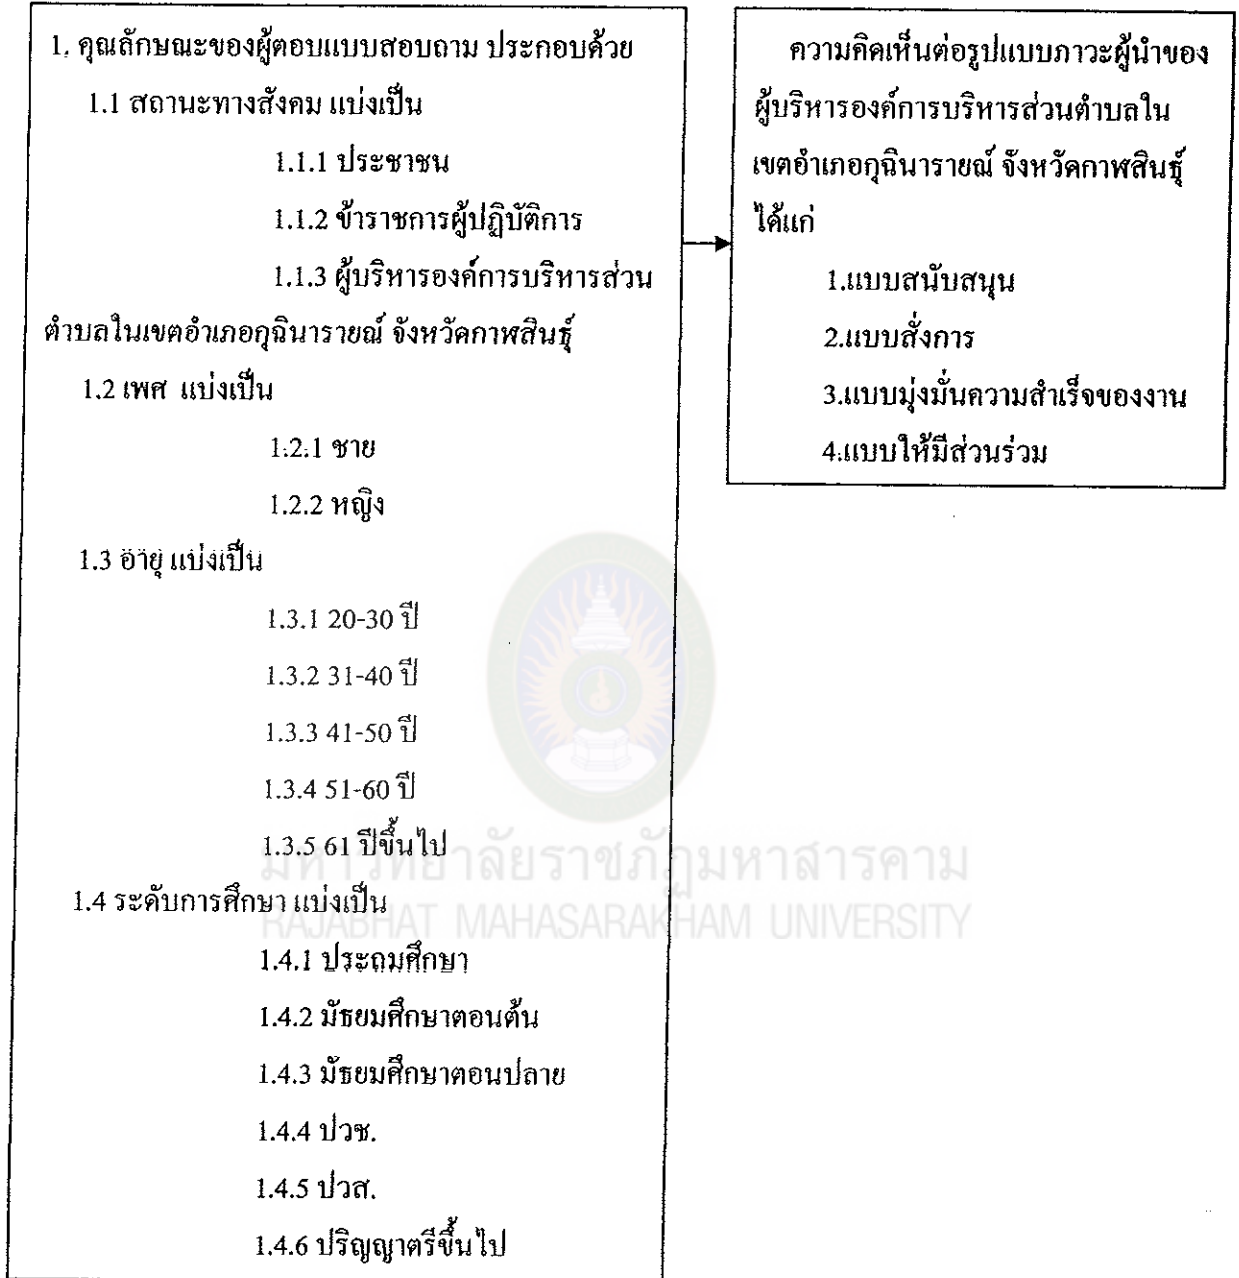 1. คุณลักษณะของผู้ตอบแบบสอบถาม ประกอบด้วย
1.1 สถานะทางสังคม แบ่งเป็น
1.1.1 ประชาชน
1.1.2 ข้าราชการผู้ปฏิบัติการ
1.1.3 ผู้บริหารองค์การบริหารส่วน
ตำบลในเขตอำเภอกุฉินารายณ์ จังหวัดกาฬสินธุ์
1.2 เพศ แบ่งเป็น
1.2.1 ชาย
1.2.2 หญิง
1.3 อายุ แบ่งเป็น
1.3.1 20-30 ปี
1.3.2 31-40 ปี
1.3.3 41-50 ปี
1.3.4 51-60 ปี
1.3.5 61 ปีขึ้นไป
1.4 ระดับการศึกษา แบ่งเป็น
1.4.1 ประถมศึกษา
1.4.2 มัธยมศึกษาตอนต้น
1.4.3 มัธยมศึกษาตอนปลาย
1.4.4 ปวช.
1.4.5 ปวส.
1.4.6 ปริญญาตรีขึ้นไป
ความคิดเห็นต่อรูปแบบภาวะผู้นำของ
ผู้บริหารองค์การบริหารส่วนตำบลใน
เขตอำเภอกุฉินารายณ์ จังหวัดกาฬสินธุ์
ได้แก่
1.แบบสนับสนุน
2.แบบสั่งการ
3.แบบมุ่งมั่นความสำเร็จของงาน
4.แบบให้มีส่วนร่วม
มหาวิทยาลัยราชภัฏมหาสารคาม
RAJABHAT MAHASARAKHAM UNIVERSITY